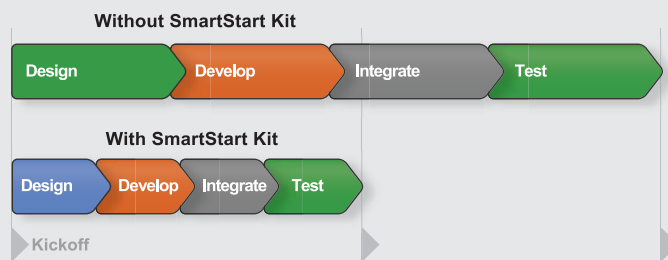 Without SmartStart Kit
Design Develop Integrate Test
With SmartStart Kit
Design Develop Integrate Test
Kickoff